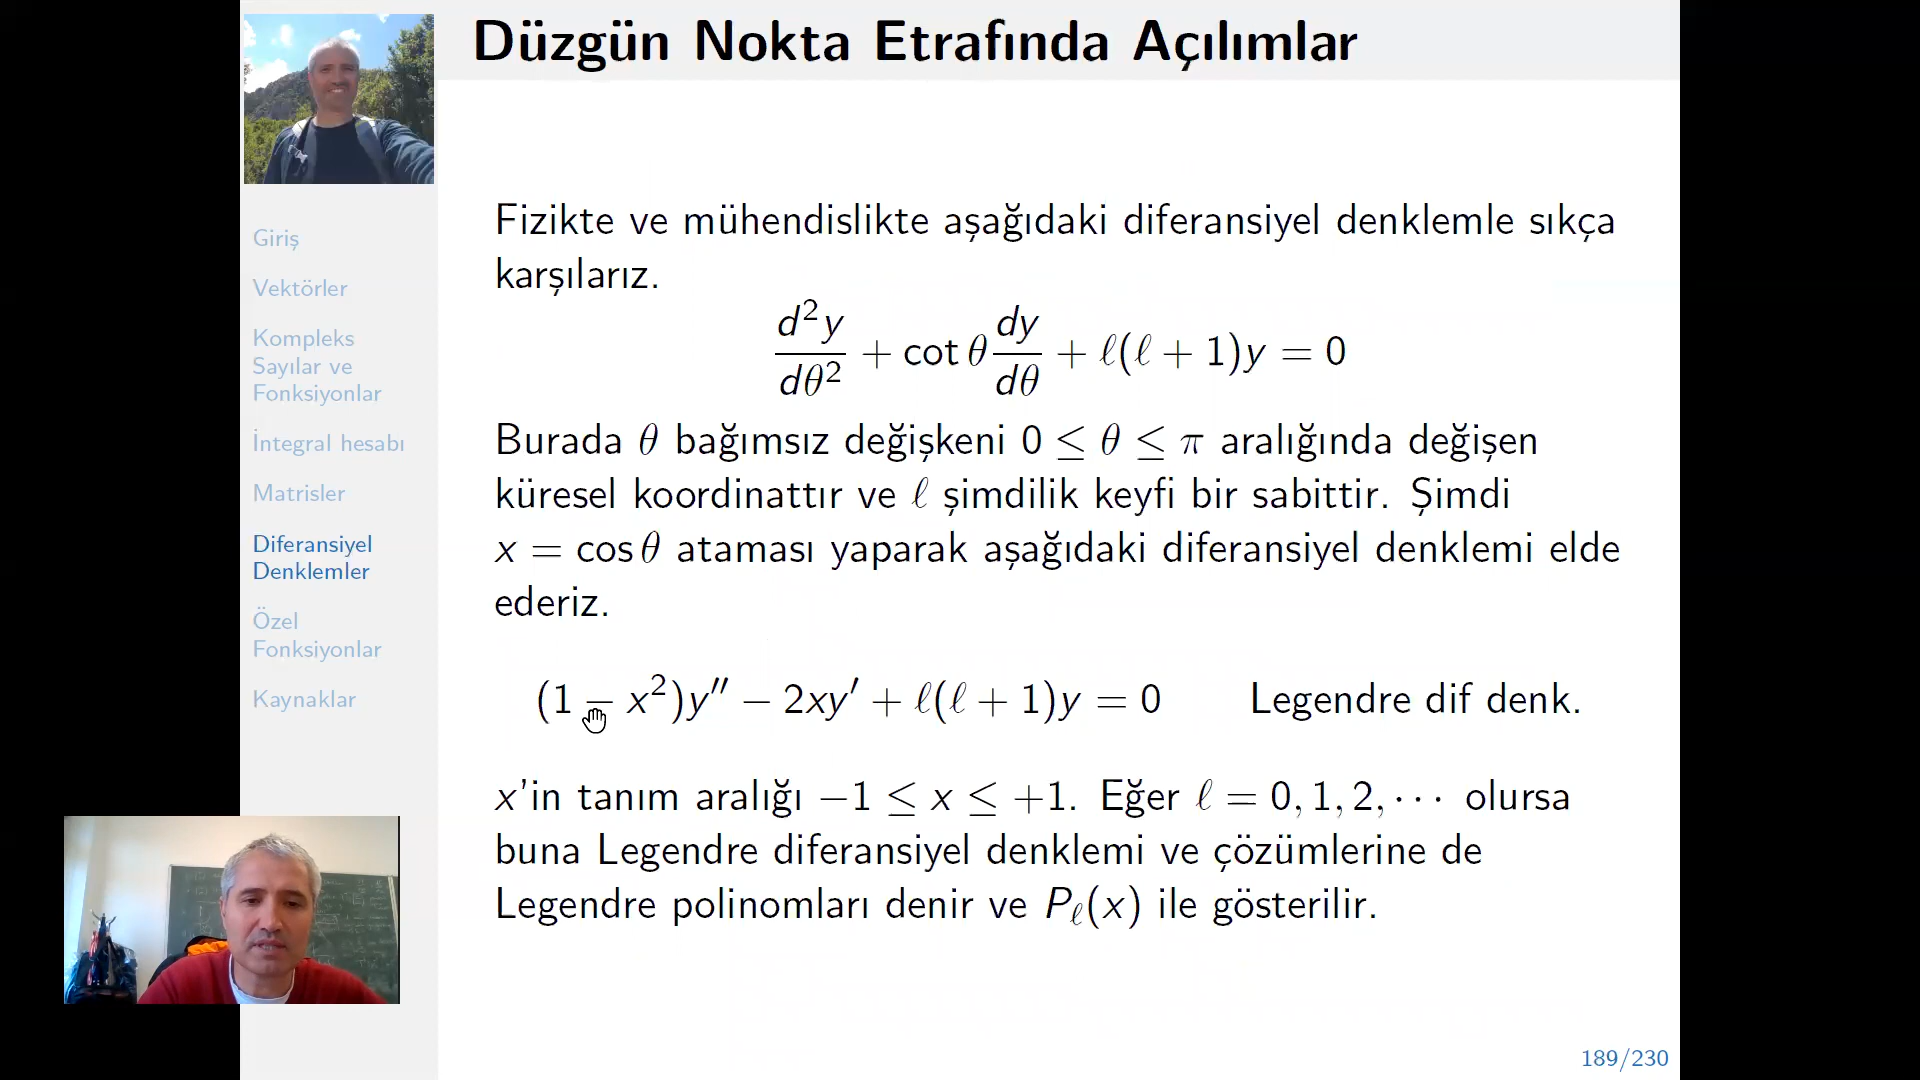 Düzgün Nokta Etrafında Açılımlar
Giriş
Vektörler
Kompleks
Sayılar ve
Fonksiyonlar
İntegral hesabı
Matrisler
Diferansiyel
Denklemler
Özel
Fonksiyonlar
Kaynaklar
Fizikte ve mühendislikte aşağıdaki diferansiyel denklemle sıkça
karşılarız.
d²y/dθ² + cot θ dy/dθ + ℓ(ℓ + 1)y = 0
Burada θ bağımsız değişkeni 0 ≤ θ ≤ π aralığında değişen
küresel koordinattır ve ℓ şimdilik keyfi bir sabittir. Şimdi
x = cos θ ataması yaparak aşağıdaki diferansiyel denklemi elde
ederiz.
(1 − x²)y″ − 2xy′ + ℓ(ℓ + 1)y = 0 Legendre dif denk.
x'in tanım aralığı −1 ≤ x ≤ +1. Eğer ℓ = 0, 1, 2, ⋯ olursa
buna Legendre diferansiyel denklemi ve çözümlerine de
Legendre polinomları denir ve Pℓ(x) ile gösterilir.
189/230